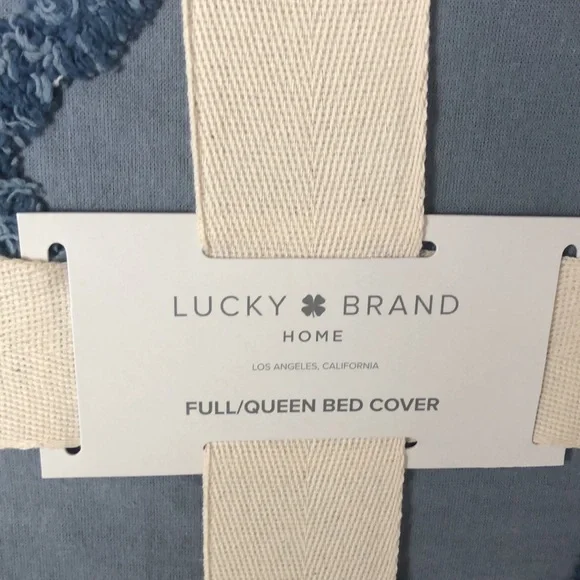 LUCKY BRAND
HOME
LOS ANGELES, CALIFORNIA
FULL/QUEEN BED COVER